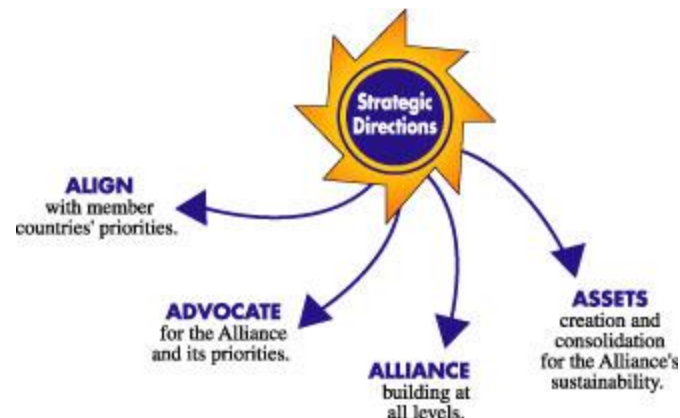 Strategic
Directions
ALIGN
with member
countries' priorities.
ADVOCATE
for the Alliance
and its priorities.
ALLIANCE
building at
all levels.
ASSETS
creation and
consolidation
for the Alliance's
sustainability.